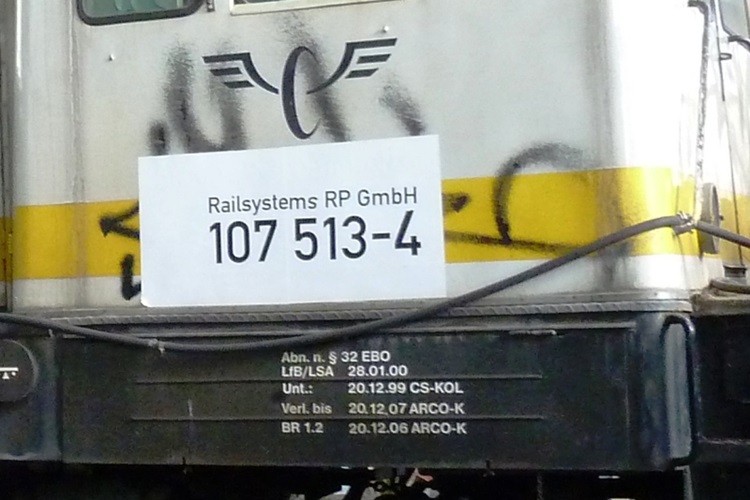 Railsystems RP GmbH
107 513-4
Abn. n. § 32 EBO
LfB/LSA 28.01.00
Unt.: 20.12.99 CS-KOL
Verl. bis 20.12.07 ARCO-K
BR 1.2 20.12.06 ARCO-K